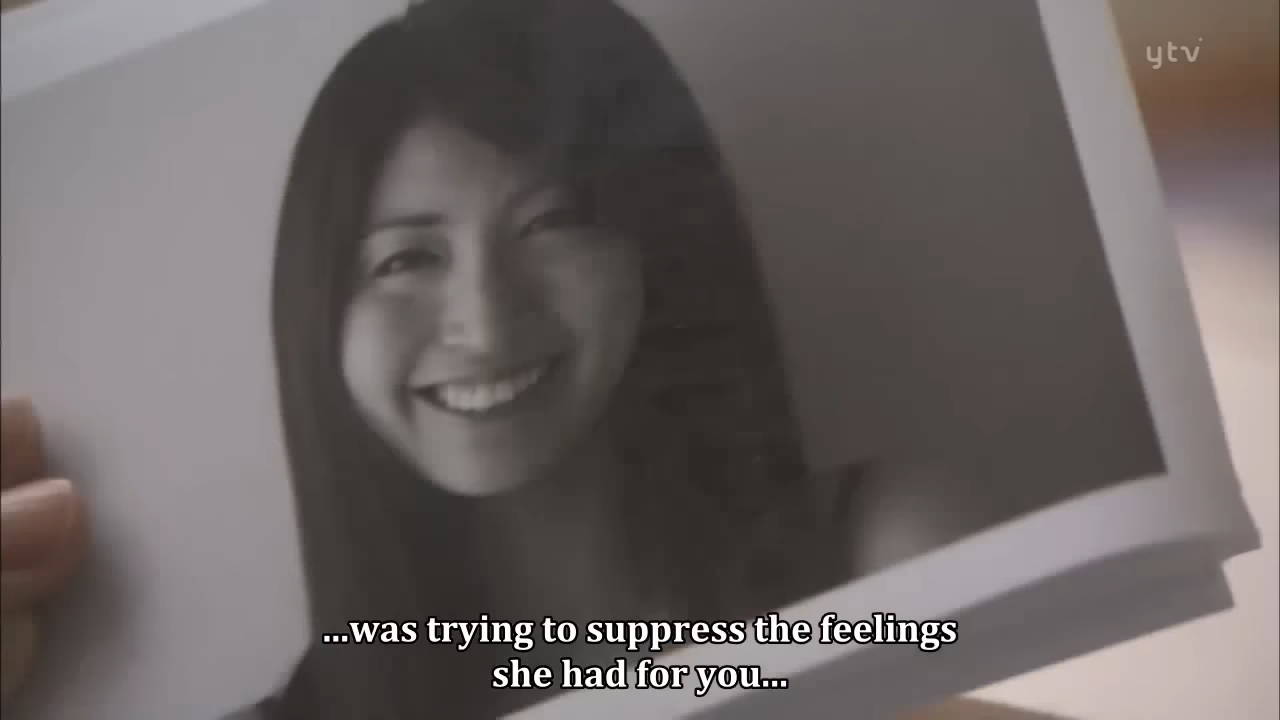 ytv
...was trying to suppress the feelings
she had for you...